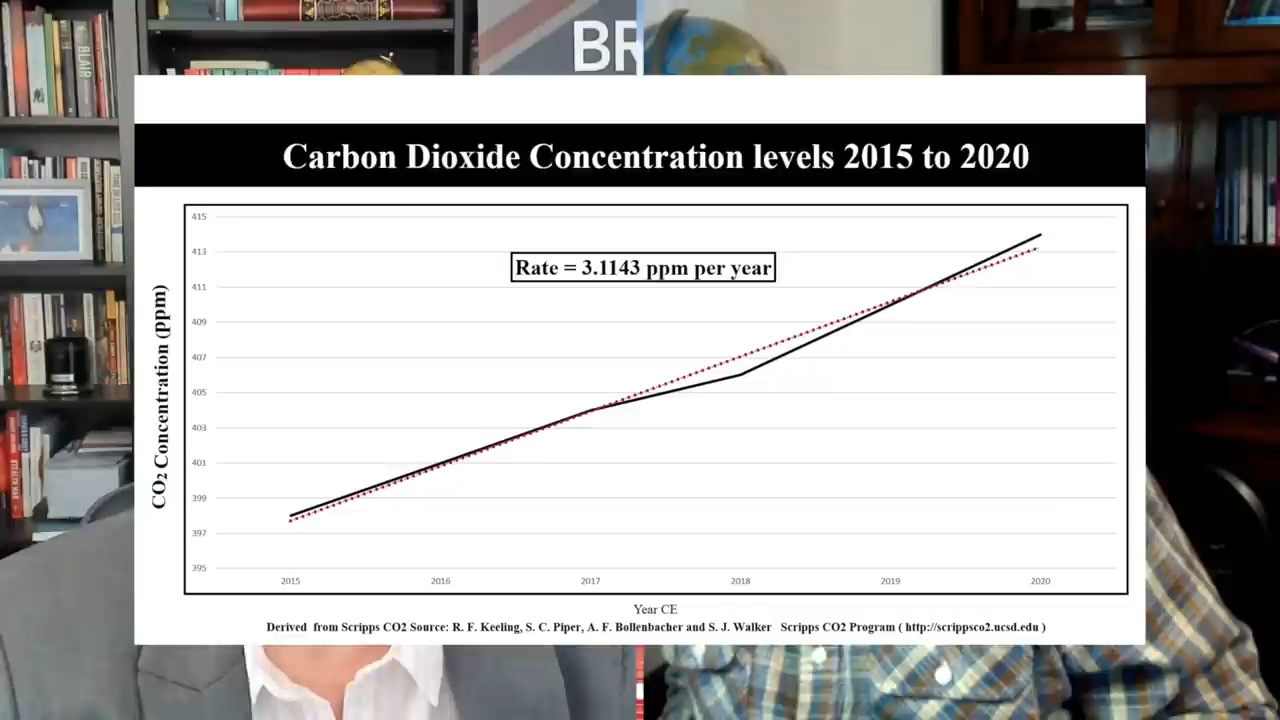 BLAIR
BR
Carbon Dioxide Concentration levels 2015 to 2020
415
413
411
409
407
405
403
401
399
397
395
CO₂ Concentration (ppm)
Rate = 3.1143 ppm per year
2015 2016 2017 2018 2019 2020
Year CE
Derived from Scripps CO2 Source: R. F. Keeling, S. C. Piper, A. F. Bollenbacher and S. J. Walker Scripps CO2 Program ( http://scrippsco2.ucsd.edu )